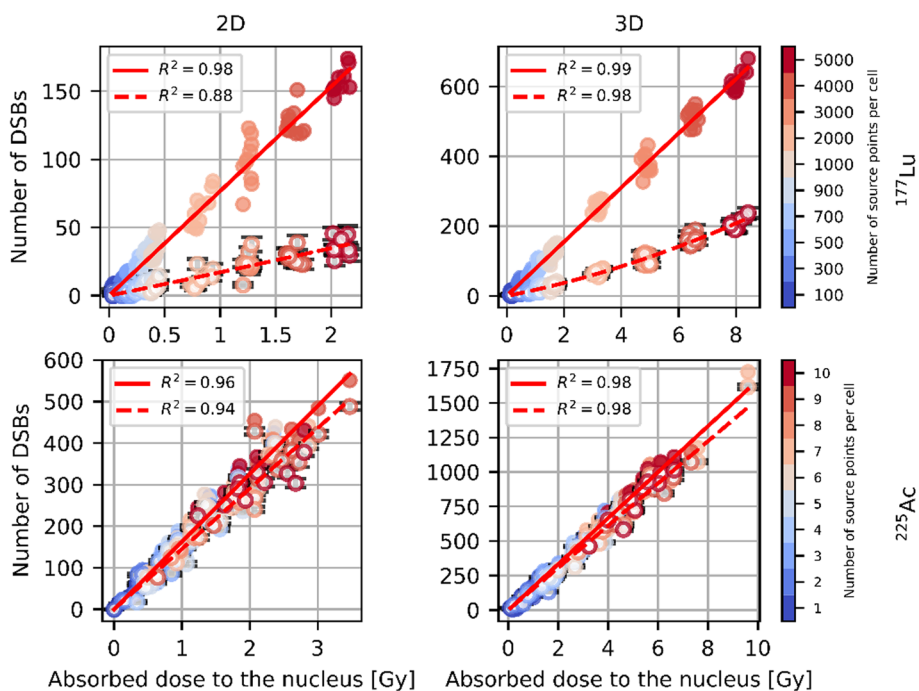 2D
3D
Number of DSBs
150
100
50
0
R² = 0.98
R² = 0.88
0 0.5 1 1.5 2
600
400
200
0
R² = 0.99
R² = 0.98
0 2 4 6 8
5000
4000
3000
2000
1000
900
700
500
300
100
Number of source points per cell
¹⁷⁷Lu
Number of DSBs
600
500
400
300
200
100
0
R² = 0.96
R² = 0.94
0 1 2 3
Absorbed dose to the nucleus [Gy]
1750
1500
1250
1000
750
500
250
0
R² = 0.98
R² = 0.98
0 2 4 6 8 10
Absorbed dose to the nucleus [Gy]
10
9
8
7
6
5
4
3
2
1
Number of source points per cell
²²⁵Ac